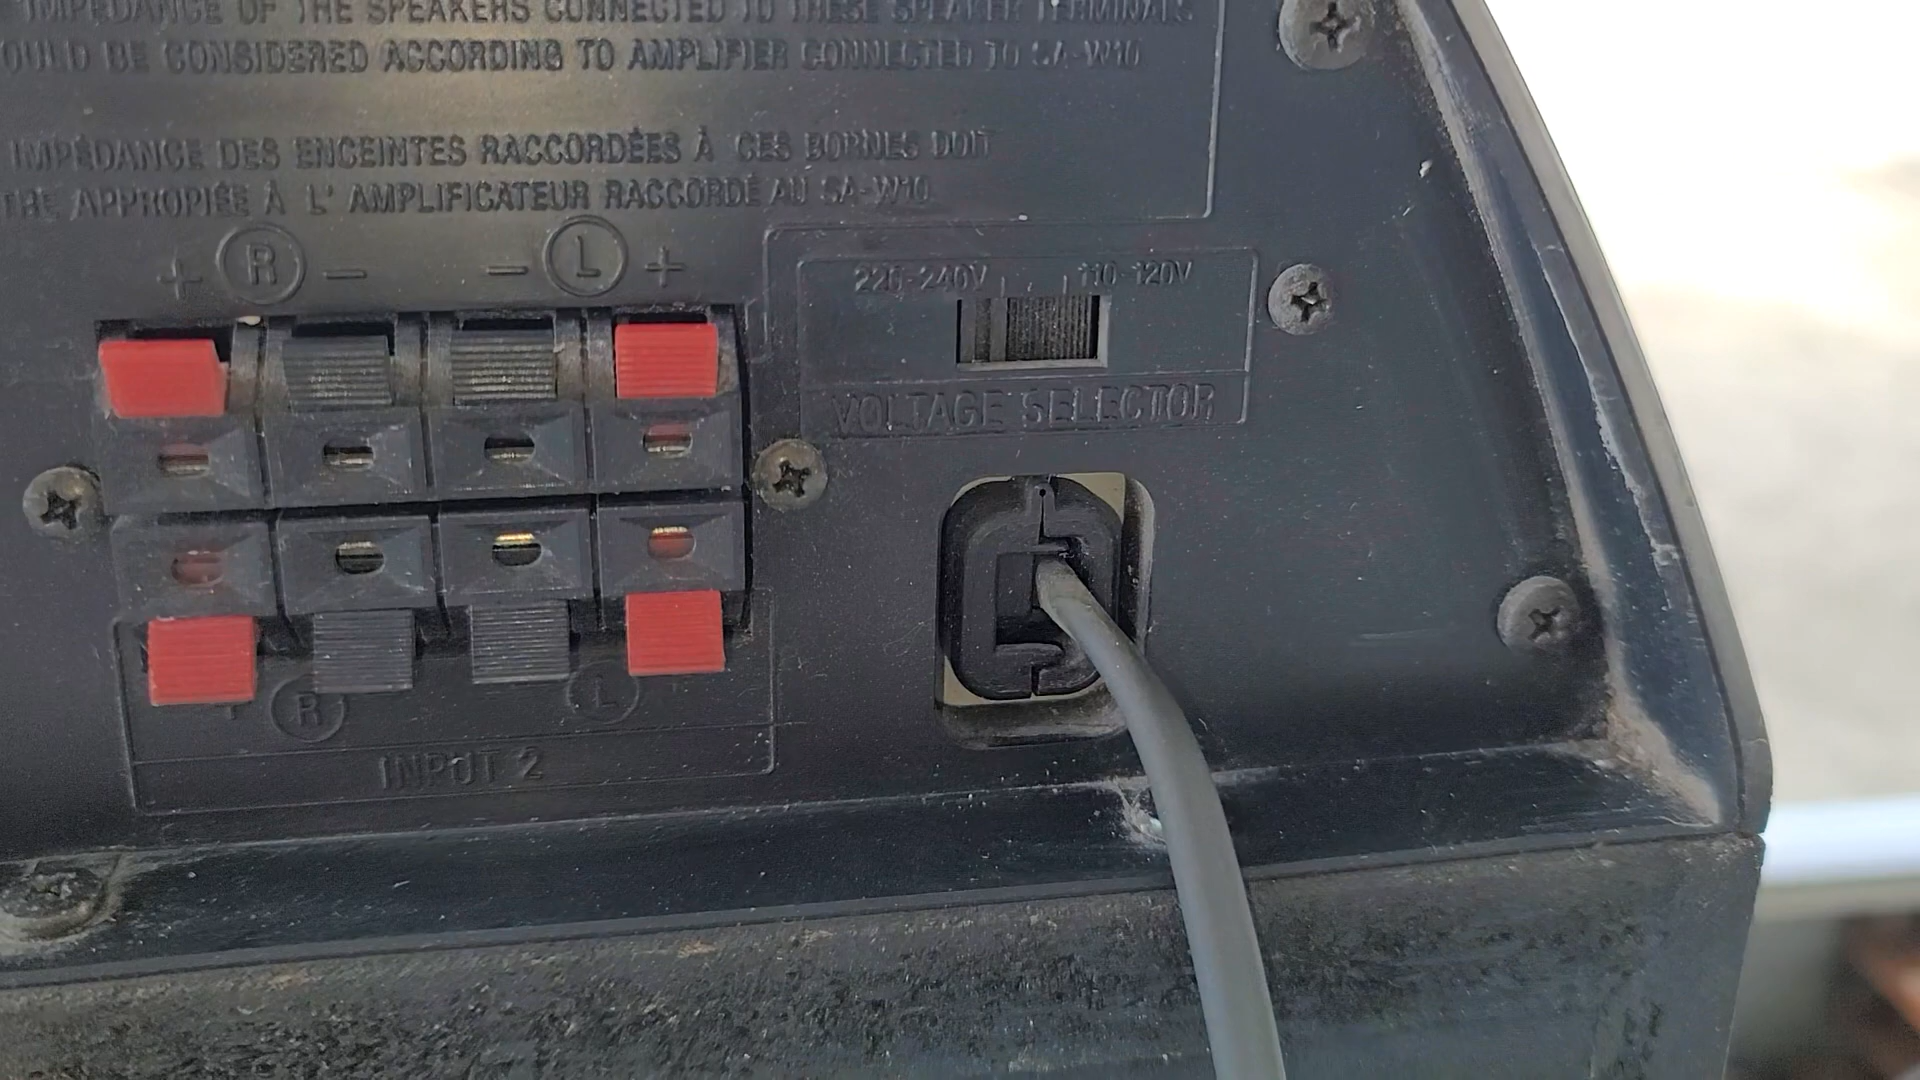 IMPEDANCE OF THE SPEAKERS CONNECTED TO THESE SPEAKER TERMINALS
OULD BE CONSIDERED ACCORDING TO AMPLIFIER CONNECTED TO SA-W10
IMPÉDANCE DES ENCEINTES RACCORDÉES À CES BORNES DOIT
TRE APPROPIÉE À L' AMPLIFICATEUR RACCORDÉ AU SA-W10
+ R − − L +
220-240V 110-120V
VOLTAGE SELECTOR
+ R L +
INPUT 2